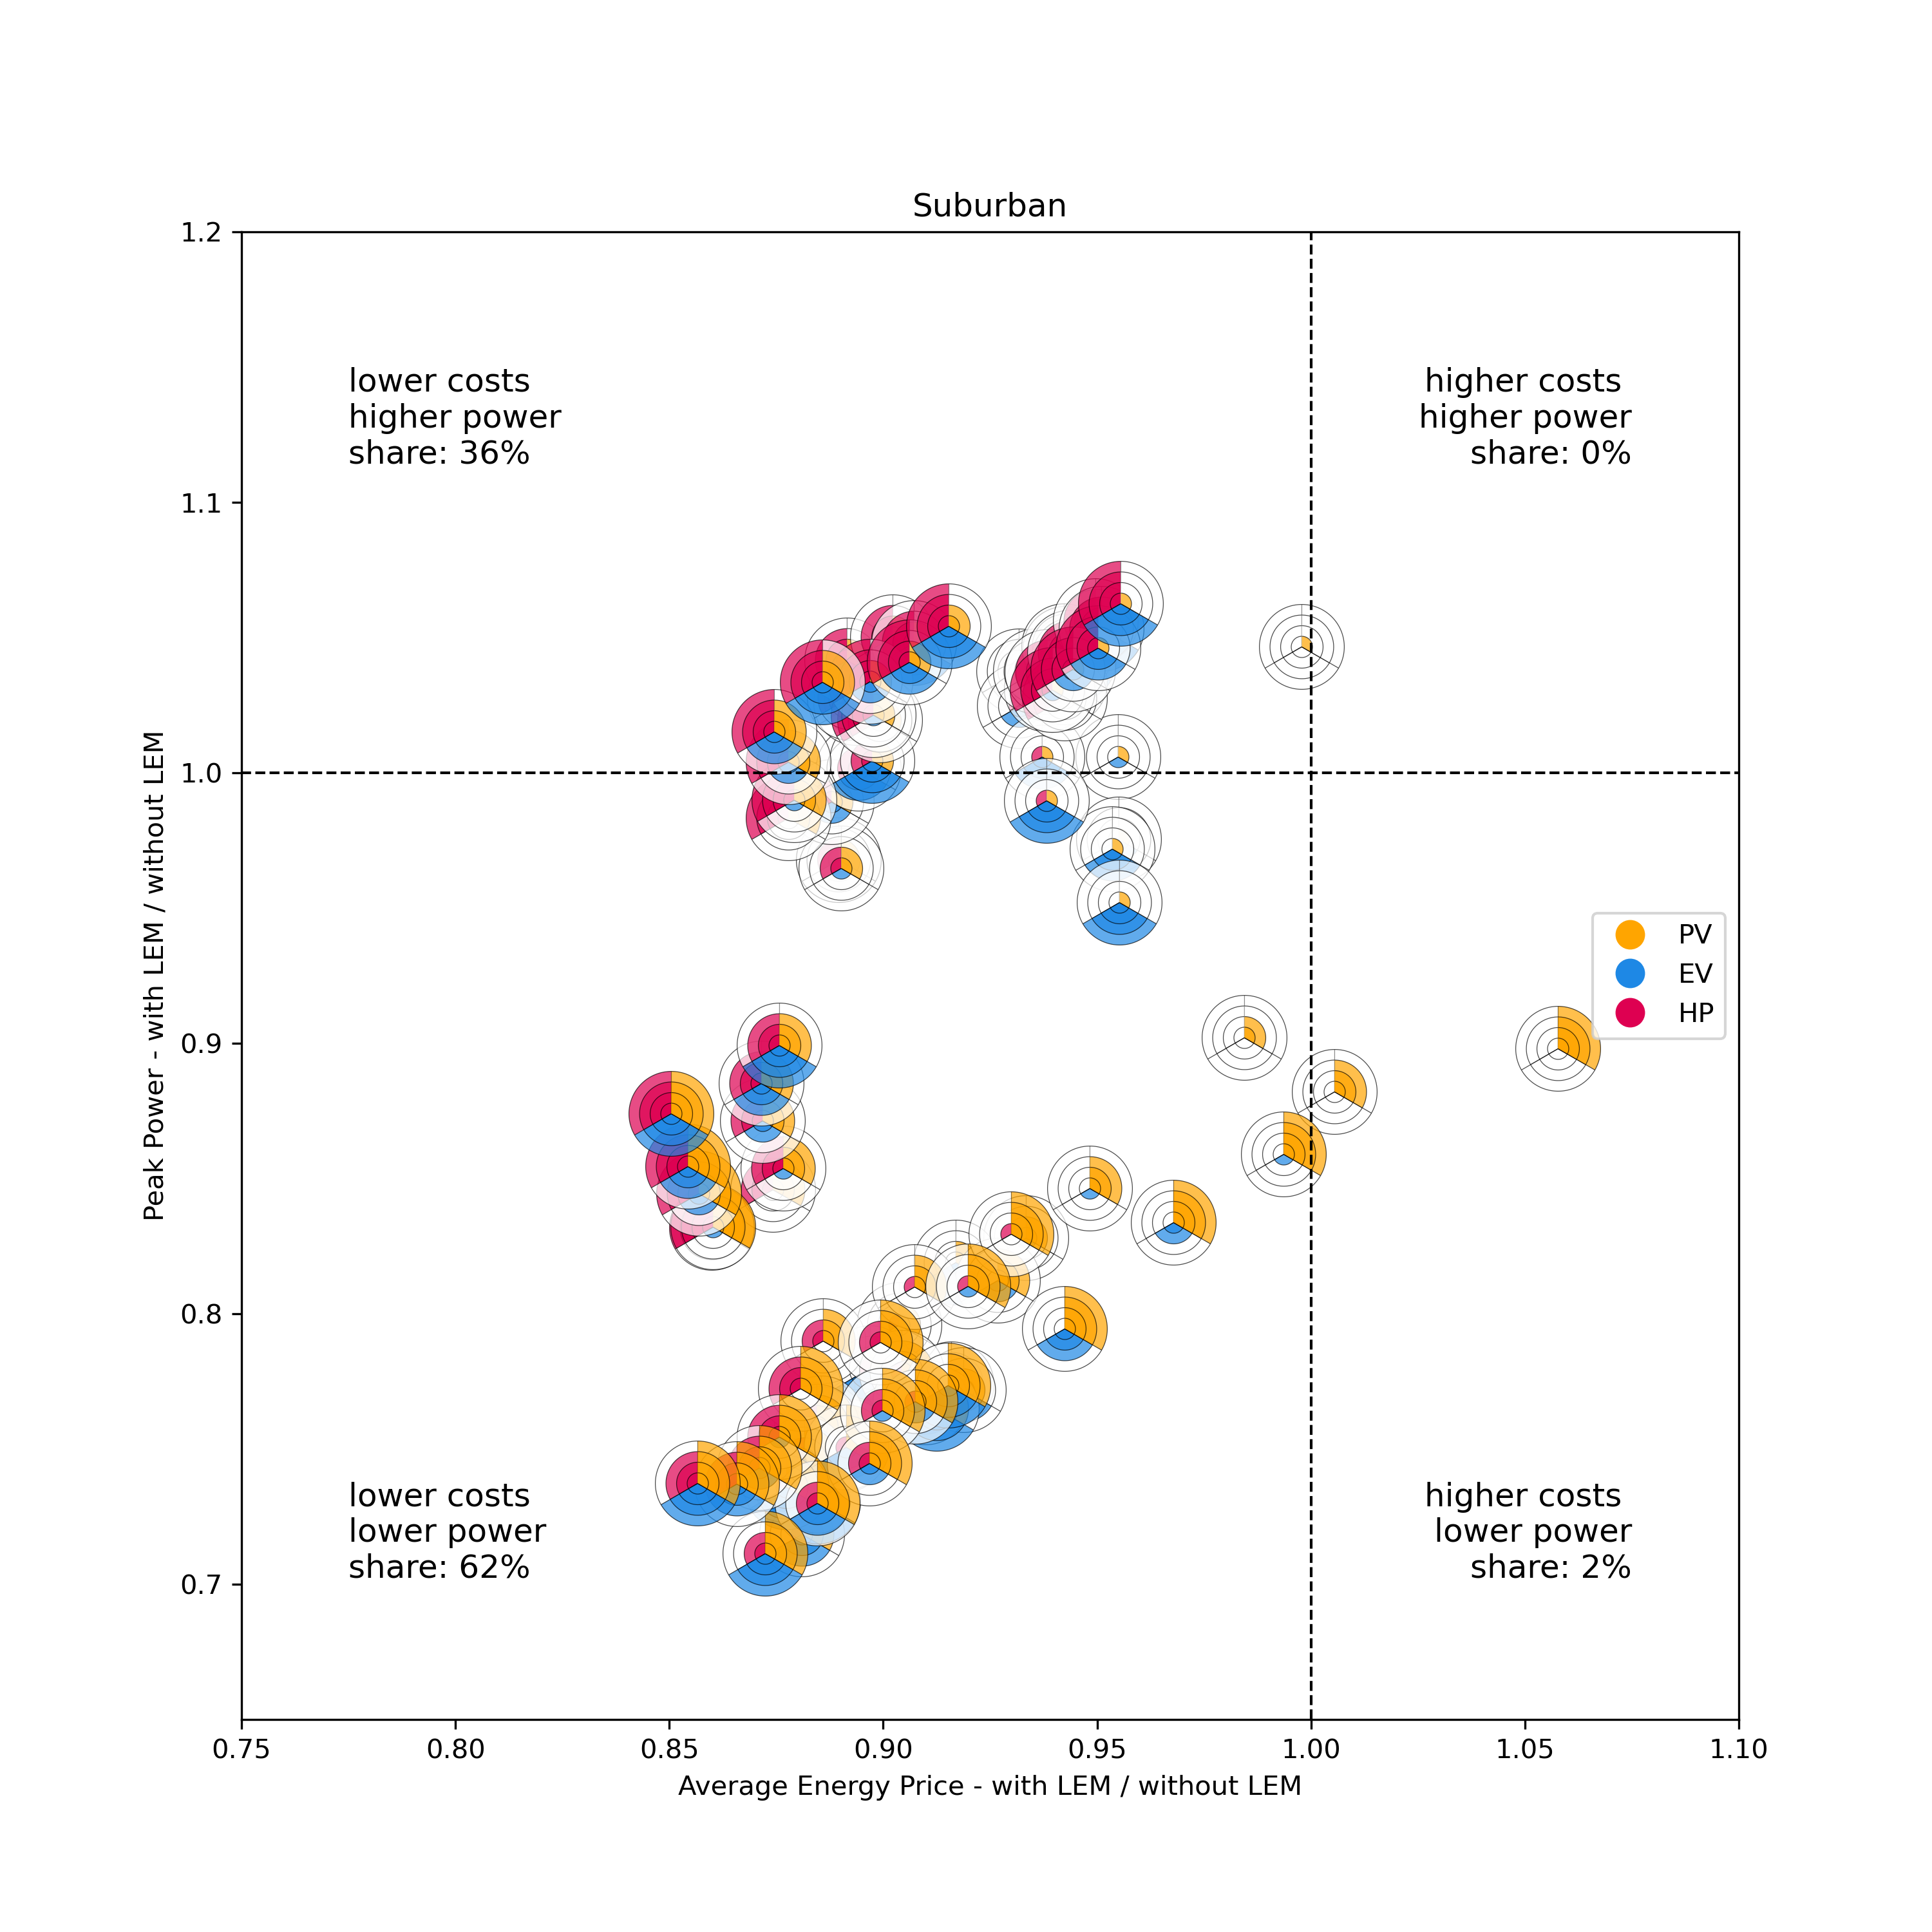 Suburban
1.2
1.1
1.0
0.9
0.8
0.7
Peak Power - with LEM / without LEM
lower costs
higher power
share: 36%
higher costs
higher power
share: 0%
PV
EV
HP
lower costs
lower power
share: 62%
higher costs
lower power
share: 2%
0.75 0.80 0.85 0.90 0.95 1.00 1.05 1.10
Average Energy Price - with LEM / without LEM